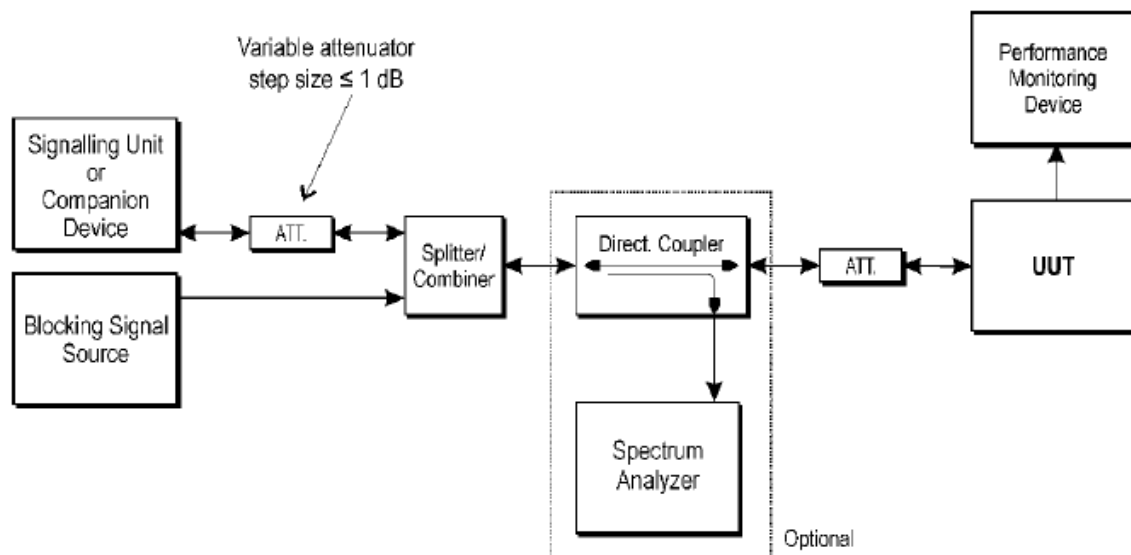 Variable attenuator
step size ≤ 1 dB
Performance
Monitoring
Device
Signalling Unit
or
Companion
Device
ATT.
Splitter/
Combiner
Direct. Coupler
ATT.
UUT
Blocking Signal
Source
Spectrum
Analyzer
Optional